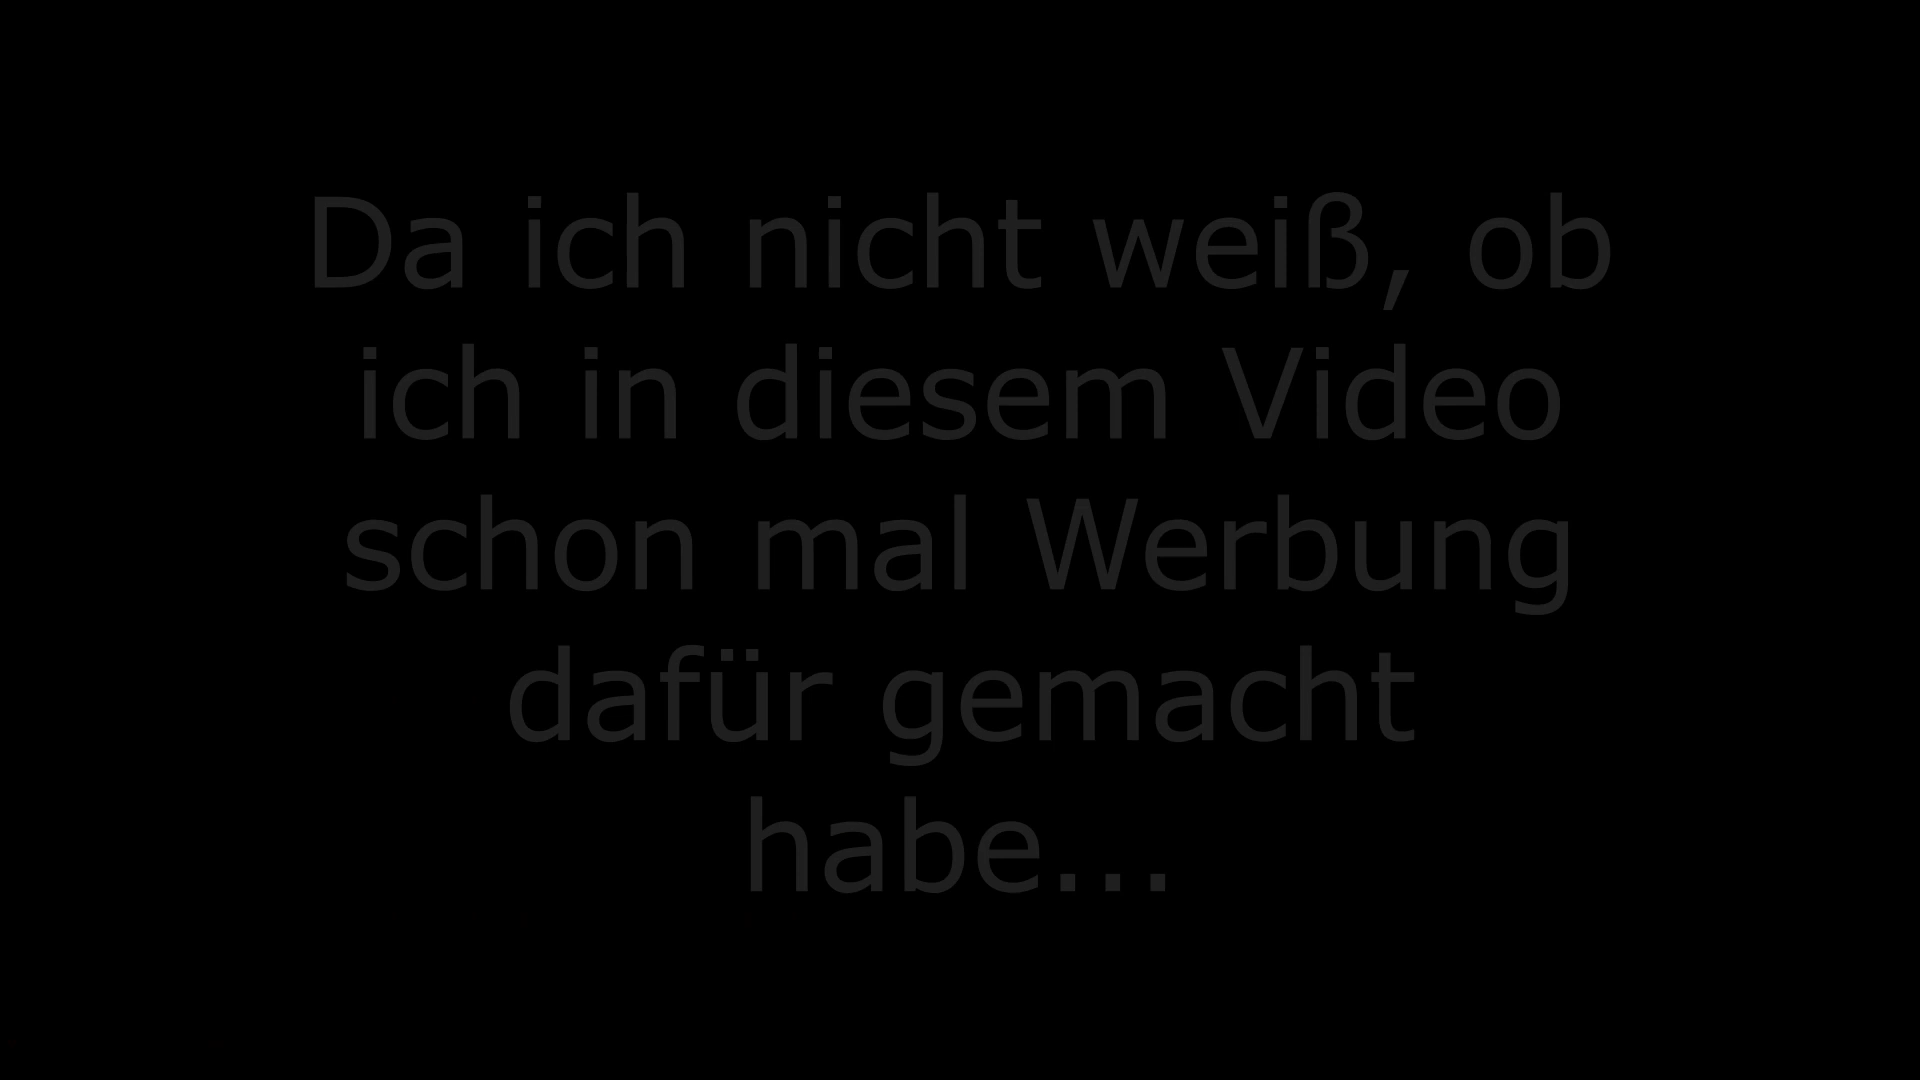 Da ich nicht weiß, ob
ich in diesem Video
schon mal Werbung
dafür gemacht
habe...